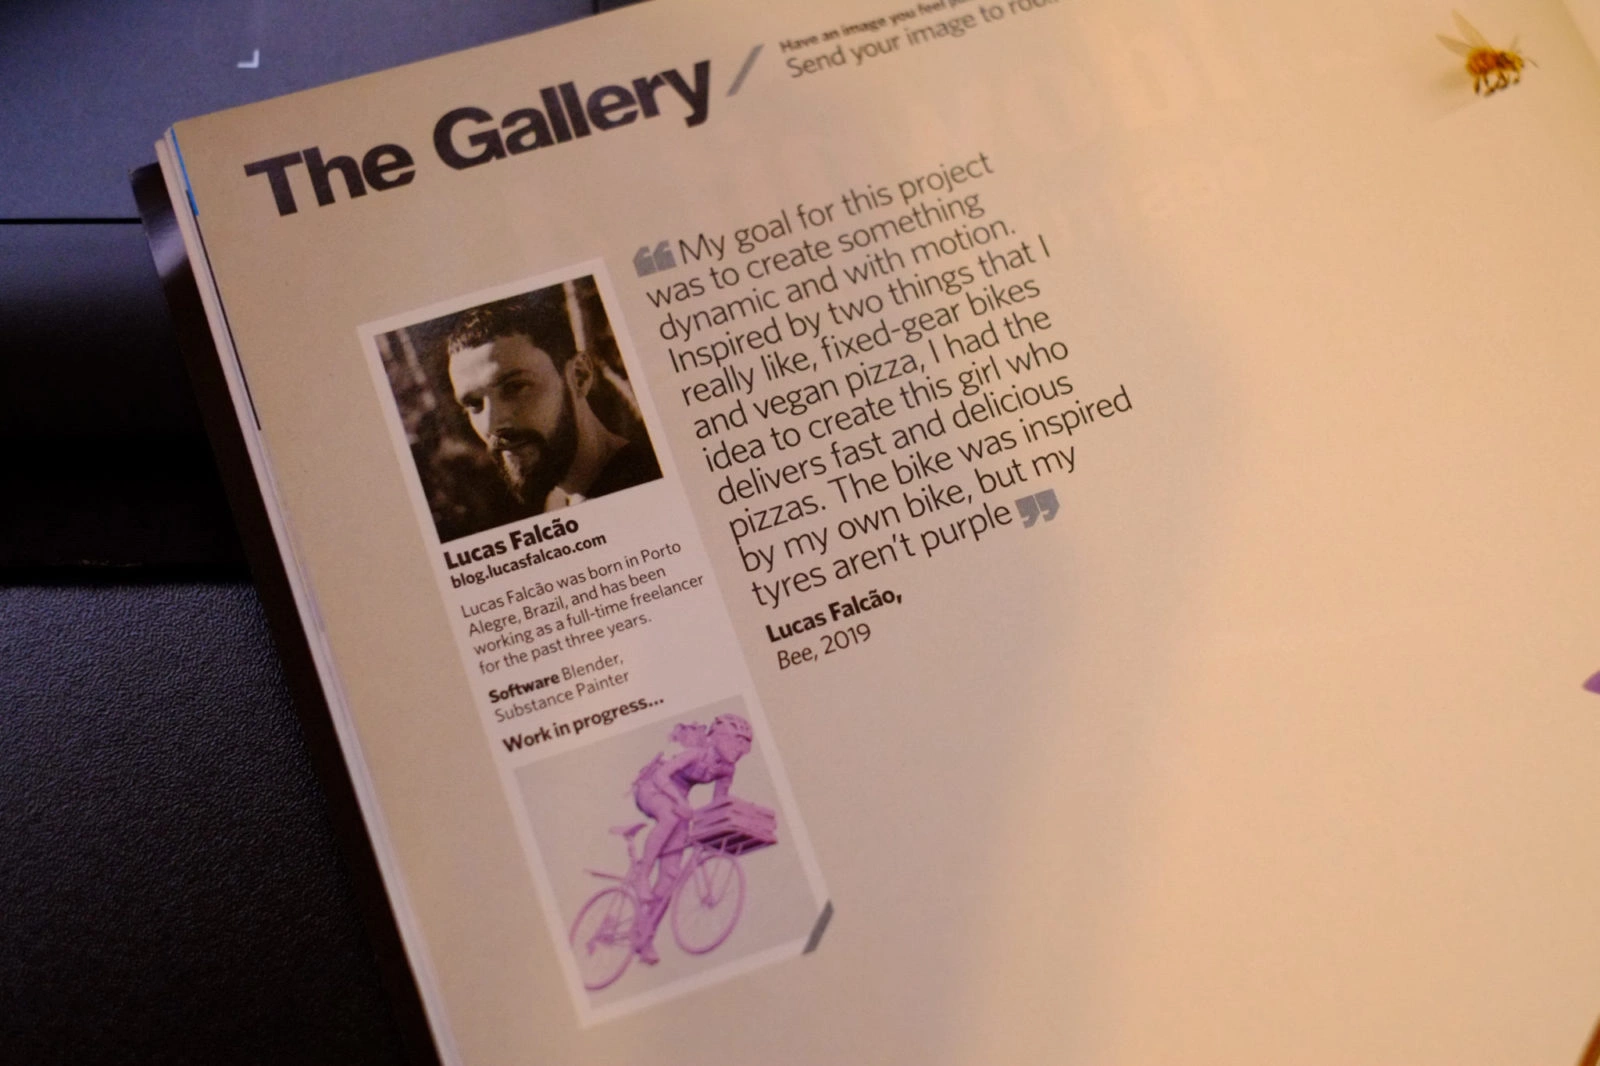 The Gallery
Have an image you feel
Send your image to
“My goal for this project
was to create something
dynamic and with motion.
Inspired by two things that I
really like, fixed-gear bikes
and vegan pizza, I had the
idea to create this girl who
delivers fast and delicious
pizzas. The bike was inspired
by my own bike, but my
tyres aren't purple”
Lucas Falcão,
Bee, 2019
Lucas Falcão
blog.lucasfalcao.com
Lucas Falcão was born in Porto
Alegre, Brazil, and has been
working as a full-time freelancer
for the past three years.
Software Blender,
Substance Painter
Work in progress...